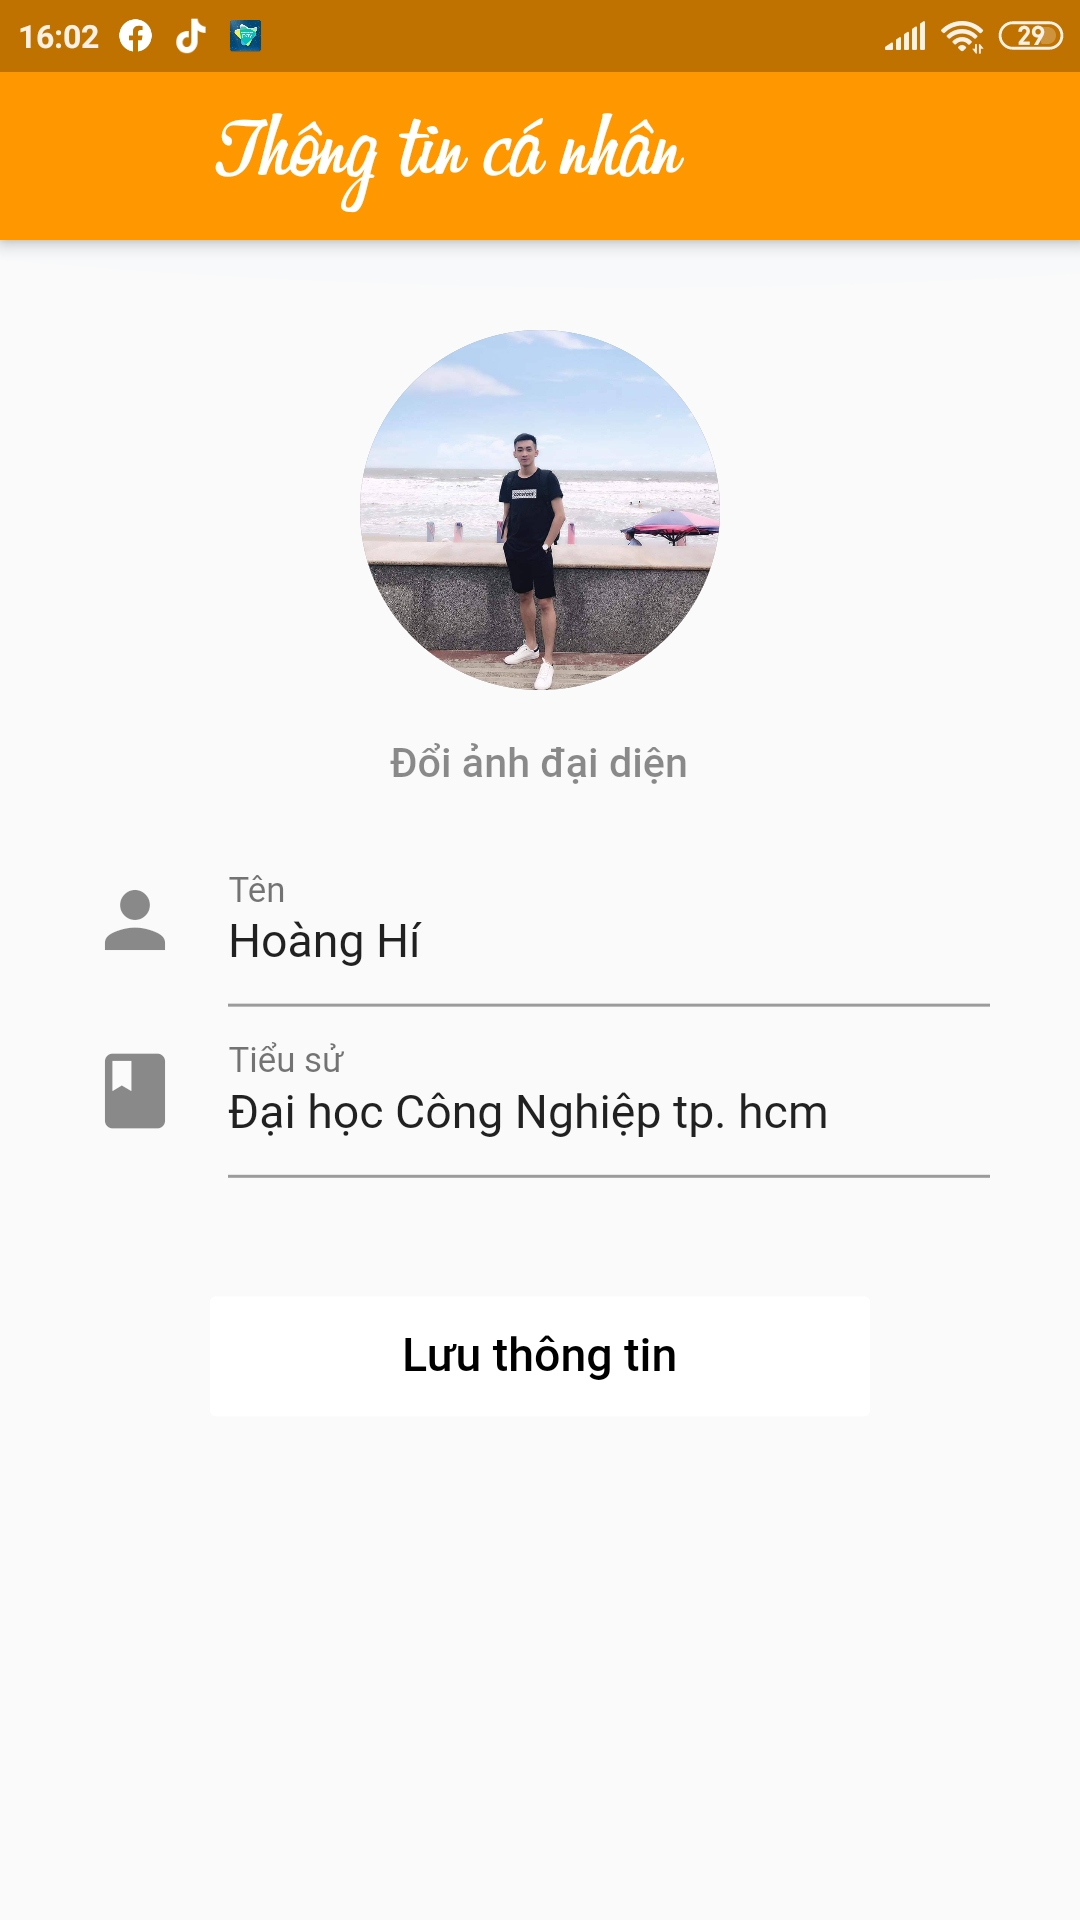 16:02
29
Thông tin cá nhân
Đổi ảnh đại diện
Tên
Hoàng Hí
Tiểu sử
Đại học Công Nghiệp tp. hcm
Lưu thông tin